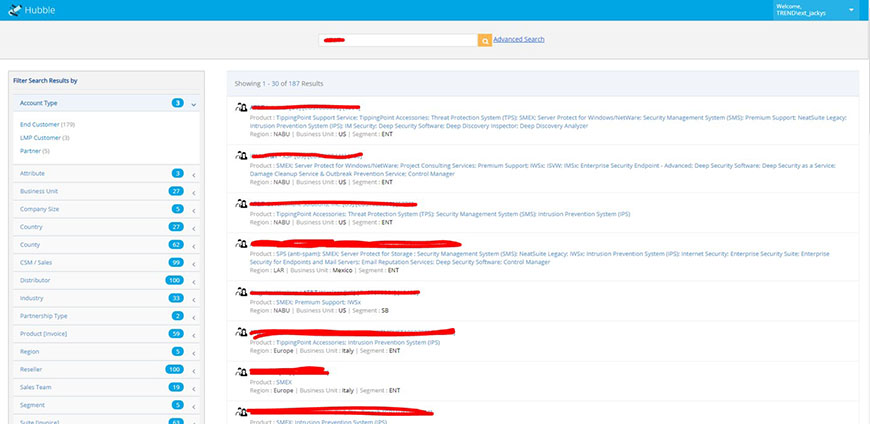 Hubble
Welcome,
TREND\ext_jackys
Advanced Search
Filter Search Results by
Account Type 3
End Customer (179)
LMP Customer (3)
Partner (5)
Attribute 3
Business Unit 27
Company Size 5
Country 27
County 62
CSM / Sales 99
Distributor 100
Industry 33
Partnership Type 2
Product [Invoice] 59
Region 5
Reseller 100
Sales Team 19
Segment 5
Suite [Invoice] 63
Showing 1 - 30 of 187 Results
Product : TippingPoint Support Service; TippingPoint Accessories; Threat Protection System (TPS); SMEX; Server Protect for Windows/NetWare; Security Management System (SMS); Premium Support; NeatSuite Legacy;
Intrusion Prevention System (IPS); IM Security; Deep Security Software; Deep Discovery Inspector; Deep Discovery Analyzer
Region : NABU | Business Unit : US | Segment : ENT
Product : SMEX; Server Protect for Windows/NetWare; Project Consulting Services; Premium Support; IWSx; ISVW; IMSx; Enterprise Security Endpoint - Advanced; Deep Security Software; Deep Security as a Service;
Damage Cleanup Service & Outbreak Prevention Service; Control Manager
Region : NABU | Business Unit : US | Segment : ENT
Product : TippingPoint Accessories; Threat Protection System (TPS); Security Management System (SMS); Intrusion Prevention System (IPS)
Region : NABU | Business Unit : US | Segment : ENT
Product : SPS (anti-spam); SMEX; Server Protect for Storage ; Security Management System (SMS); NeatSuite Legacy; IWSx; Intrusion Prevention System (IPS); Internet Security; Enterprise Security Suite; Enterprise
Security for Endpoints and Mail Servers; Email Reputation Services; Deep Security Software; Control Manager
Region : LAR | Business Unit : Mexico | Segment : ENT
Product : SMEX; Premium Support; IWSx
Region : NABU | Business Unit : US | Segment : SB
Product : TippingPoint Accessories; Intrusion Prevention System (IPS)
Region : Europe | Business Unit : Italy | Segment : ENT
Product : SMEX
Region : Europe | Business Unit : Italy | Segment : ENT
Product : SMEX; Intrusion Prevention System (IPS)